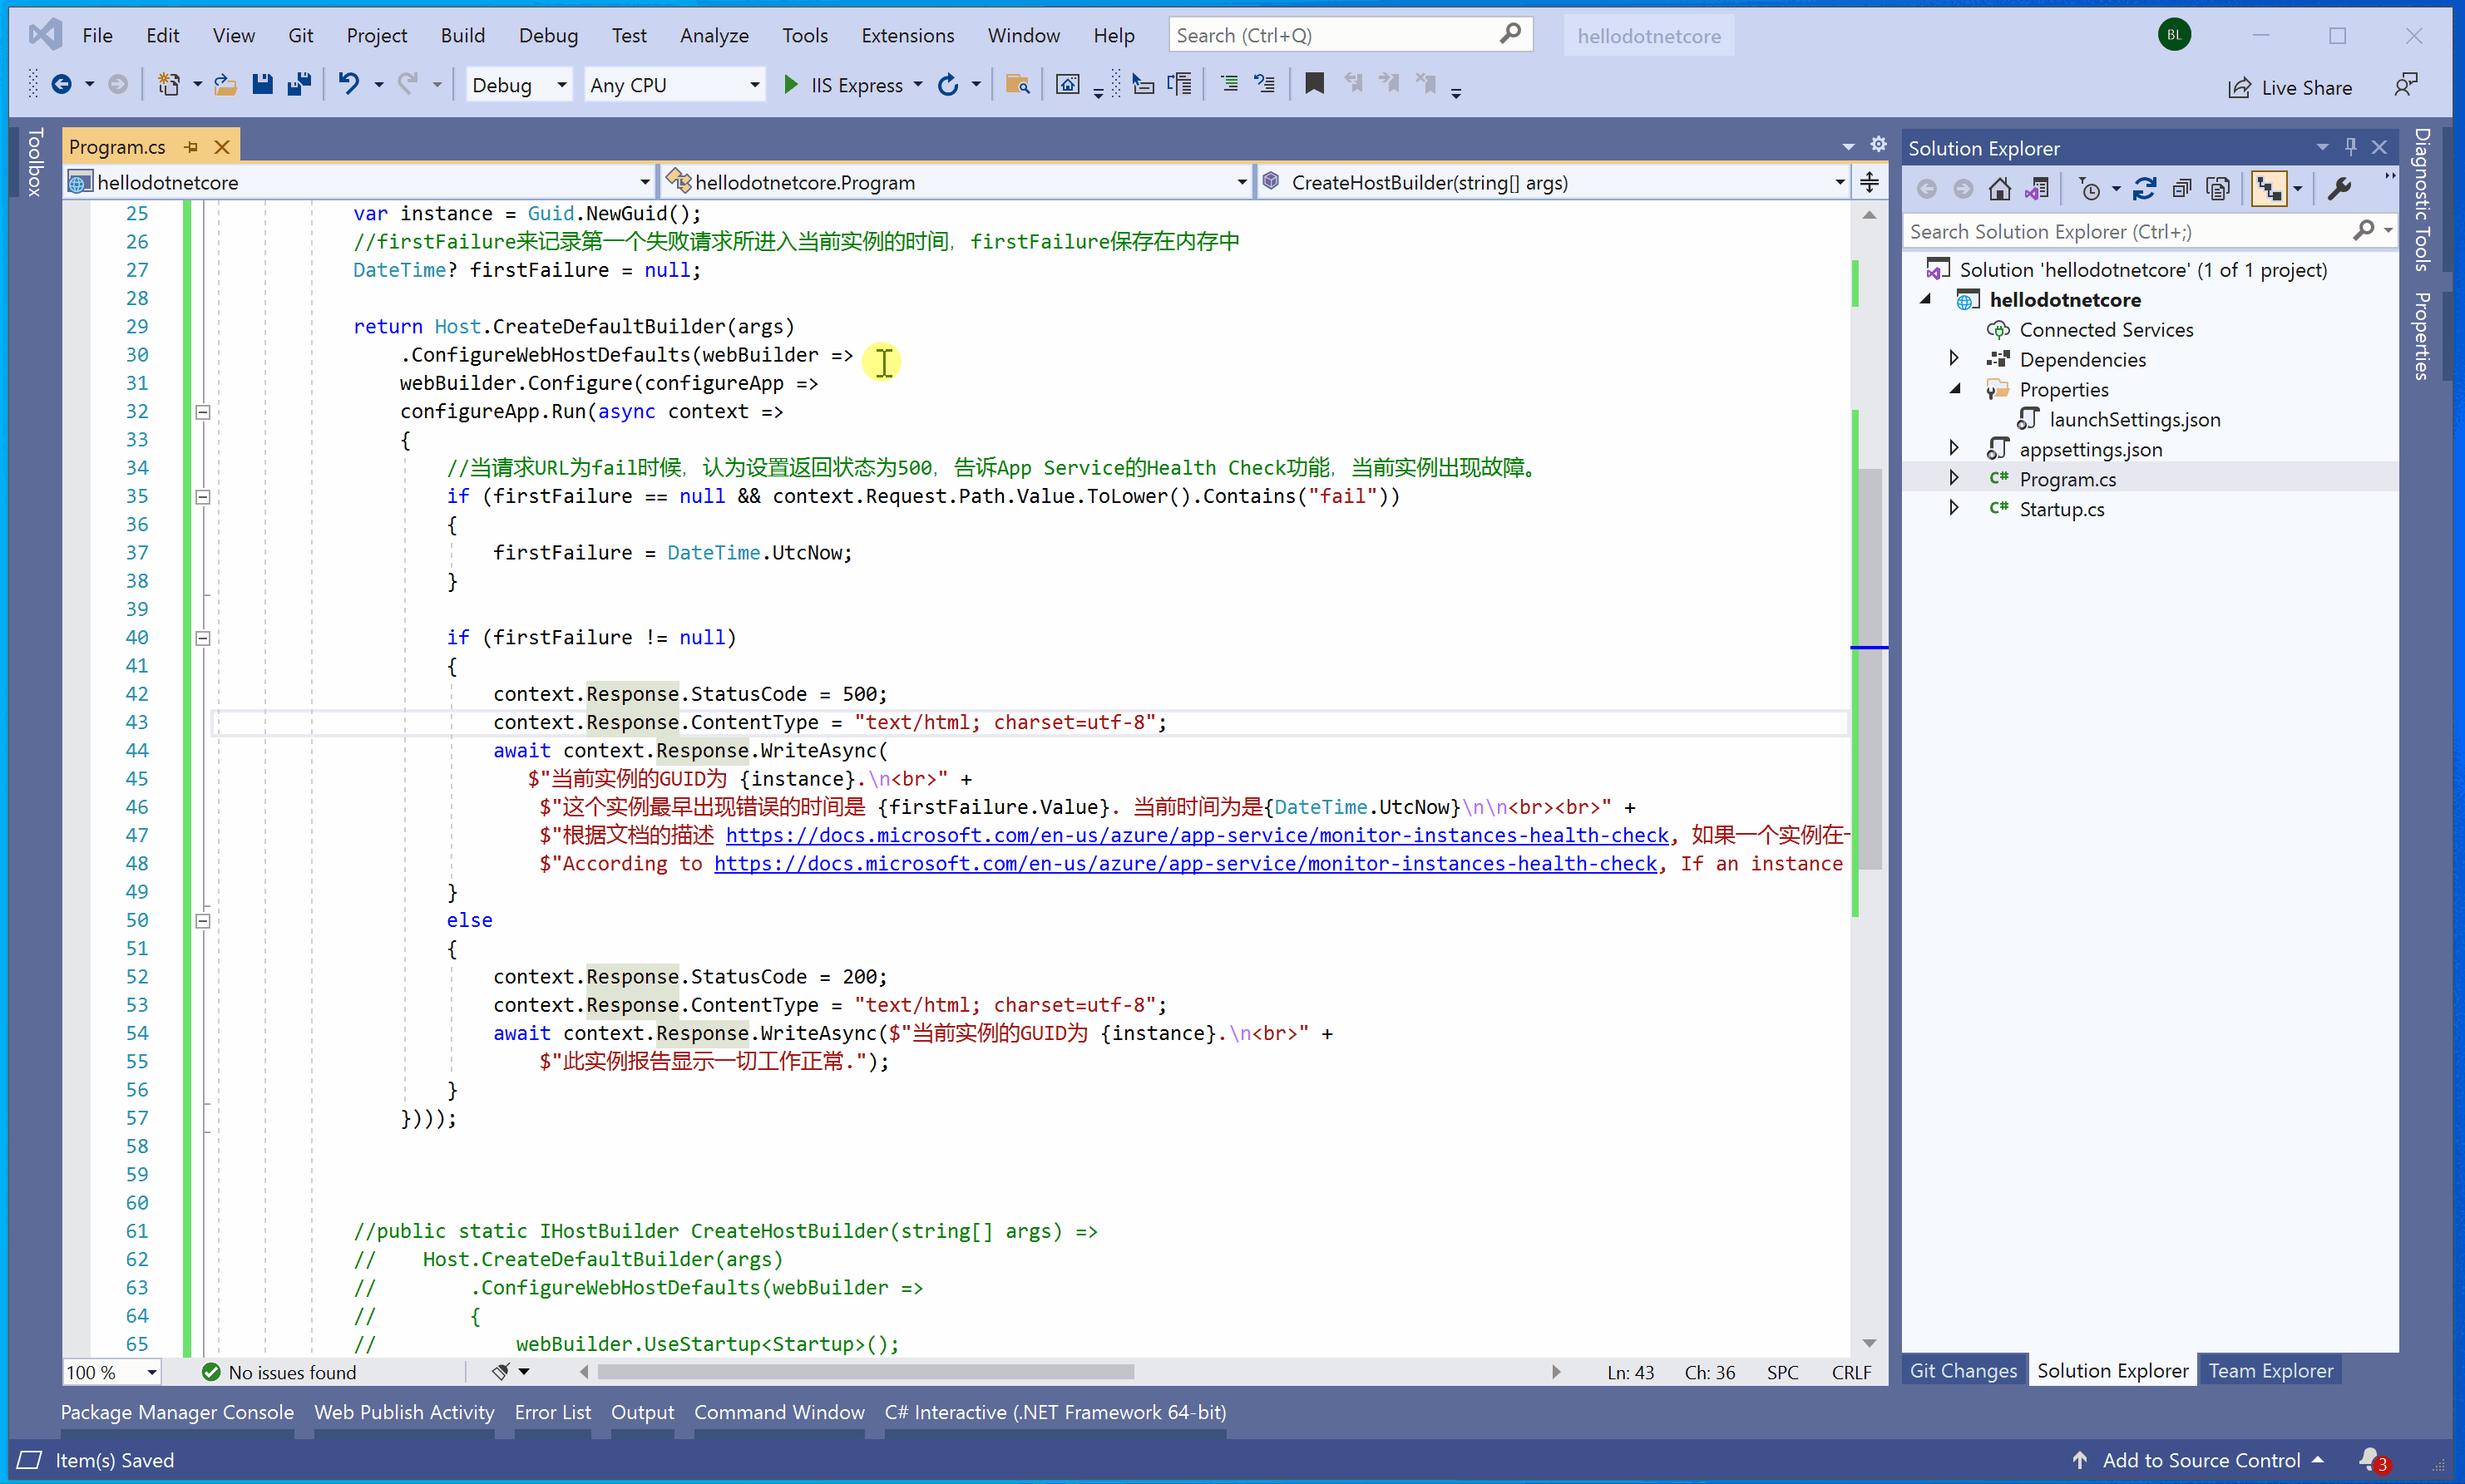 File Edit View Git Project Build Debug Test Analyze Tools Extensions Window Help Search (Ctrl+Q) hellodotnetcore BL
Debug Any CPU IIS Express Live Share
Toolbox
Program.cs
hellodotnetcore hellodotnetcore.Program CreateHostBuilder(string[] args)
25 var instance = Guid.NewGuid();
26 //firstFailure来记录第一个失败请求所进入当前实例的时间，firstFailure保存在内存中
27 DateTime? firstFailure = null;
28
29 return Host.CreateDefaultBuilder(args)
30 .ConfigureWebHostDefaults(webBuilder =>
31 webBuilder.Configure(configureApp =>
32 configureApp.Run(async context =>
33 {
34 //当请求URL为fail时候，认为设置返回状态为500，告诉App Service的Health Check功能，当前实例出现故障。
35 if (firstFailure == null && context.Request.Path.Value.ToLower().Contains("fail"))
36 {
37 firstFailure = DateTime.UtcNow;
38 }
39
40 if (firstFailure != null)
41 {
42 context.Response.StatusCode = 500;
43 context.Response.ContentType = "text/html; charset=utf-8";
44 await context.Response.WriteAsync(
45 $"当前实例的GUID为 {instance}.\n<br>" +
46 $"这个实例最早出现错误的时间是 {firstFailure.Value}. 当前时间为是{DateTime.UtcNow}\n\n<br><br>" +
47 $"根据文档的描述 https://docs.microsoft.com/en-us/azure/app-service/monitor-instances-health-check, 如果一个实例在
48 $"According to https://docs.microsoft.com/en-us/azure/app-service/monitor-instances-health-check, If an instance
49 }
50 else
51 {
52 context.Response.StatusCode = 200;
53 context.Response.ContentType = "text/html; charset=utf-8";
54 await context.Response.WriteAsync($"当前实例的GUID为 {instance}.\n<br>" +
55 $"此实例报告显示一切工作正常.");
56 }
57 })));
58
59
60
61 //public static IHostBuilder CreateHostBuilder(string[] args) =>
62 // Host.CreateDefaultBuilder(args)
63 // .ConfigureWebHostDefaults(webBuilder =>
64 // {
65 // webBuilder.UseStartup<Startup>();
100 % No issues found Ln: 43 Ch: 36 SPC CRLF
Solution Explorer
Search Solution Explorer (Ctrl+;)
Solution 'hellodotnetcore' (1 of 1 project)
hellodotnetcore
Connected Services
Dependencies
Properties
launchSettings.json
appsettings.json
C# Program.cs
C# Startup.cs
Git Changes Solution Explorer Team Explorer
Diagnostic Tools
Properties
Package Manager Console Web Publish Activity Error List Output Command Window C# Interactive (.NET Framework 64-bit)
Item(s) Saved Add to Source Control 3